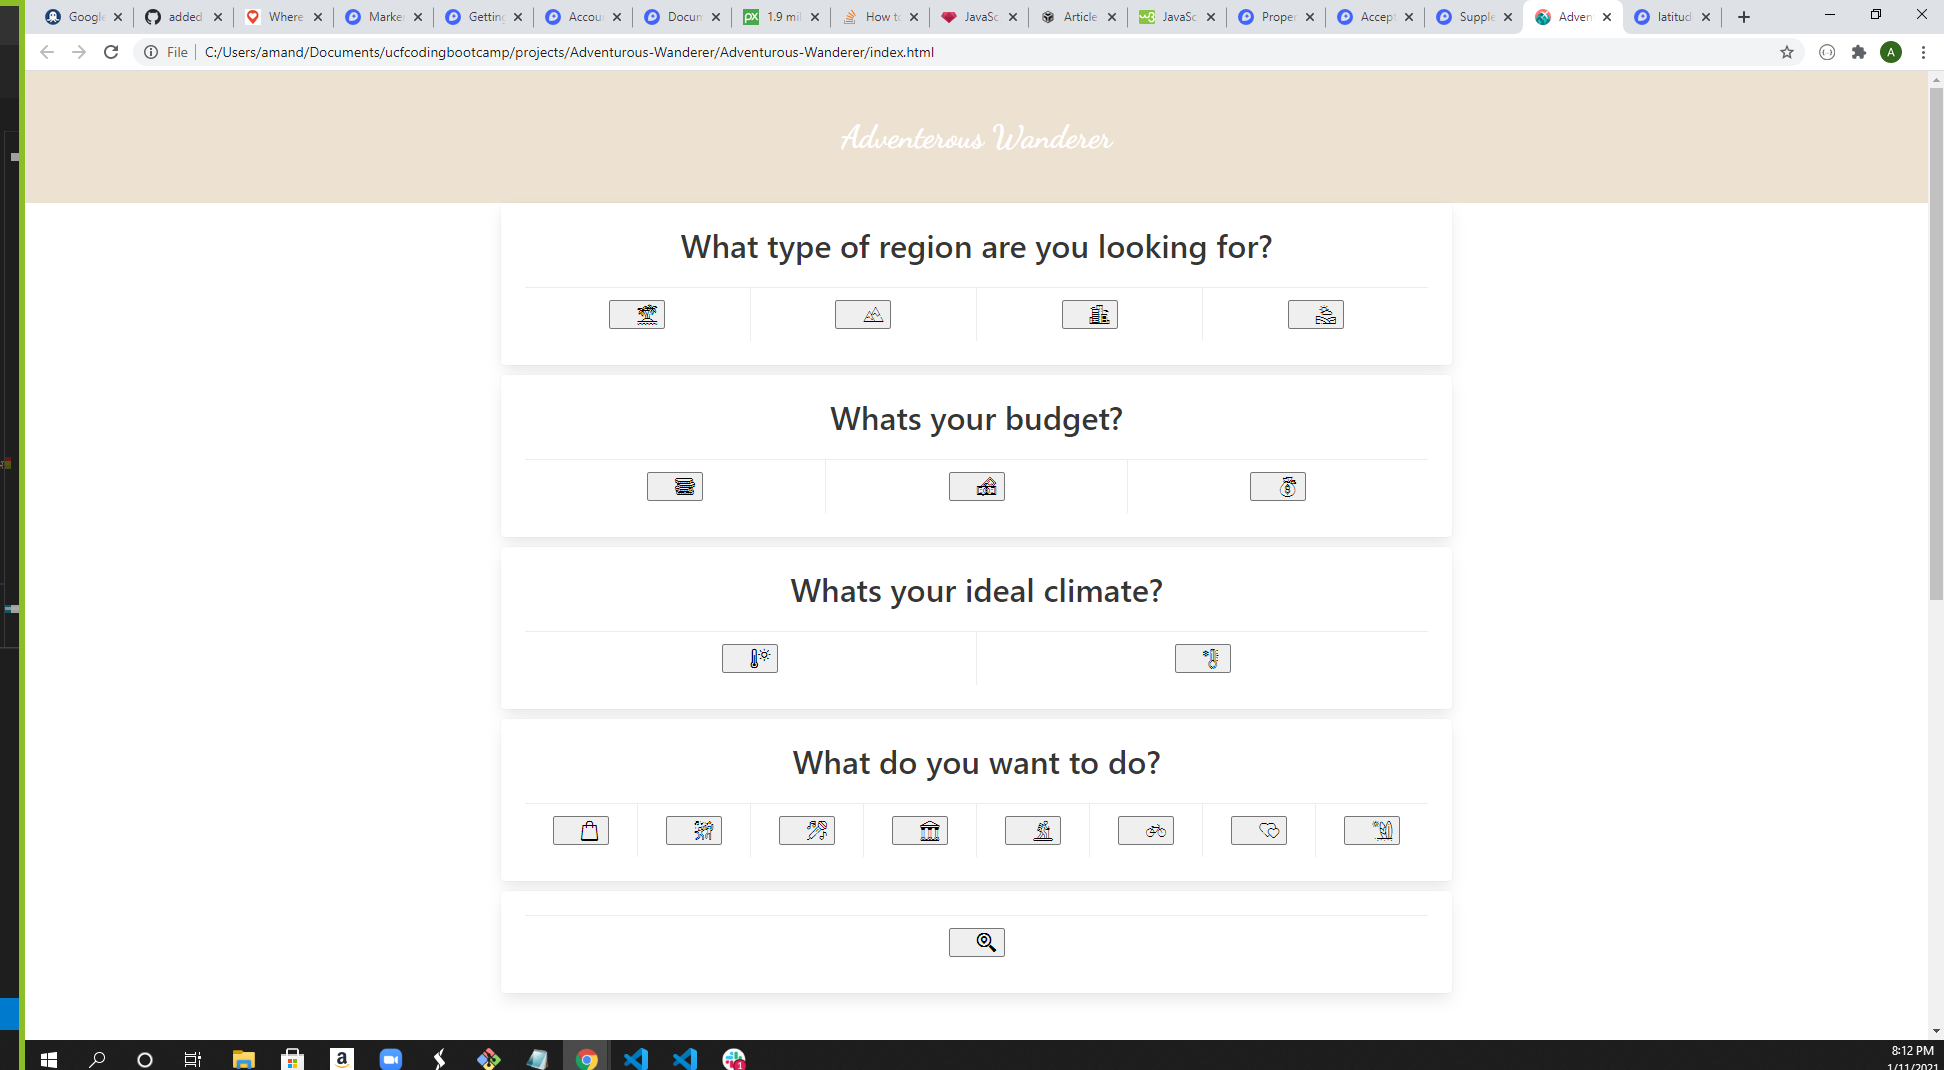 Google
added
Where
Marke
Getting
Accou
Docun
1.9 mil
How to
JavaSc
Article
JavaSc
Proper
Accept
Supple
Adven
latitud
File
C:/Users/amand/Documents/ucfcodingbootcamp/projects/Adventurous-Wanderer/Adventurous-Wanderer/index.html
A
Adventerous Wanderer
What type of region are you looking for?
Whats your budget?
Whats your ideal climate?
What do you want to do?
8:12 PM
1/11/2021